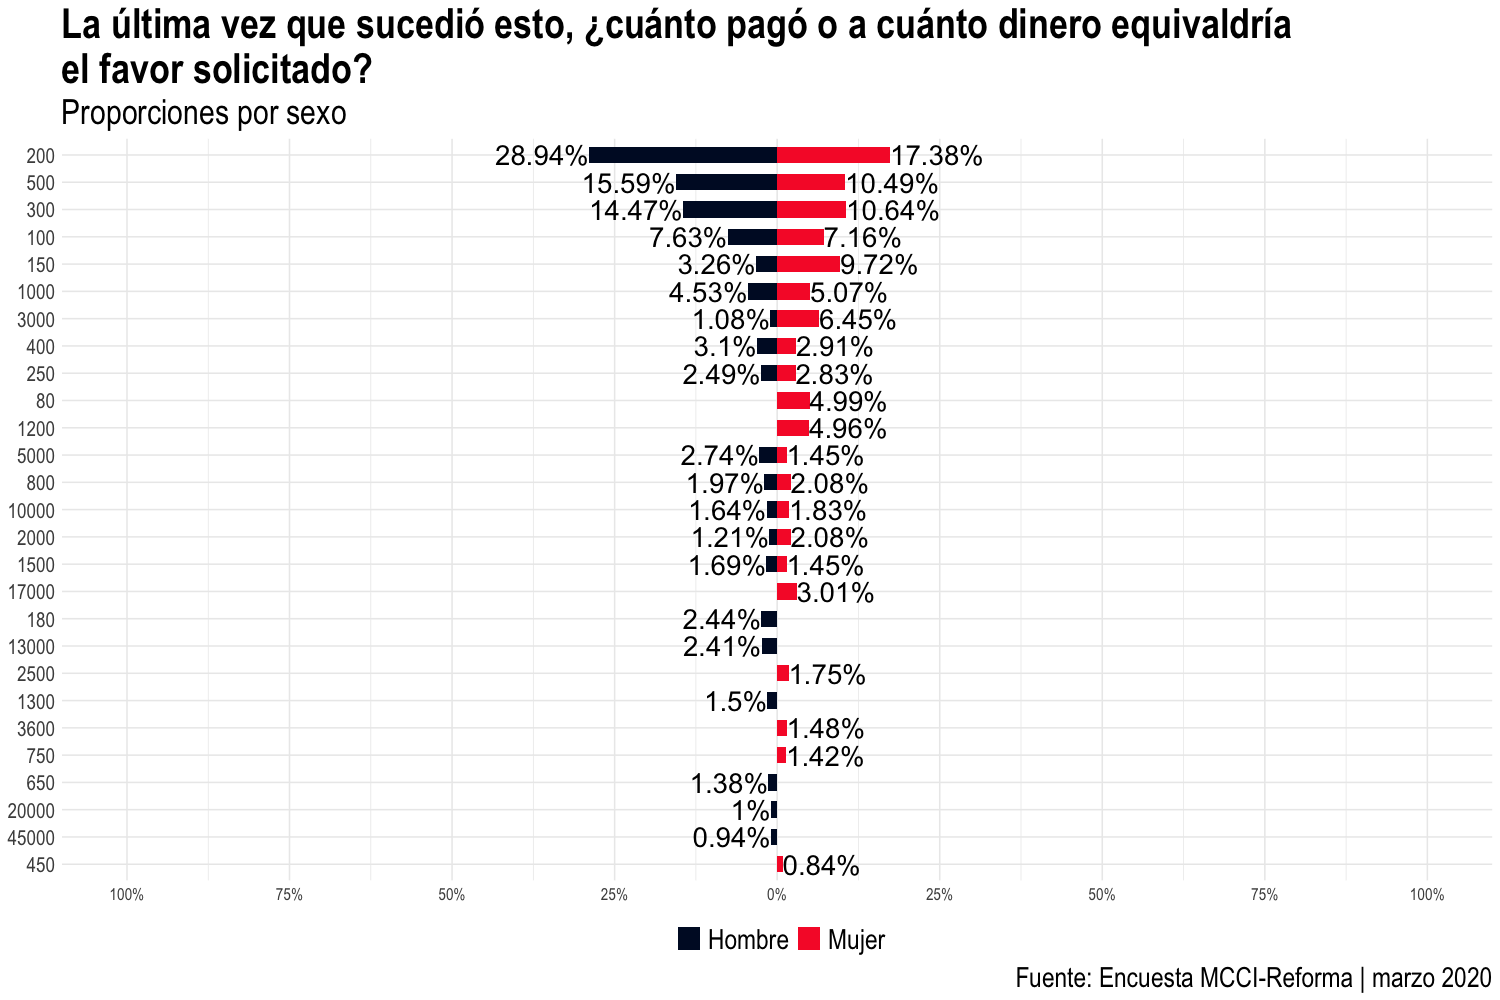 La última vez que sucedió esto, ¿cuánto pagó o a cuánto dinero equivaldría
el favor solicitado?
Proporciones por sexo
200 28.94% 17.38%
500 15.59% 10.49%
300 14.47% 10.64%
100 7.63% 7.16%
150 3.26% 9.72%
1000 4.53% 5.07%
3000 1.08% 6.45%
400 3.1% 2.91%
250 2.49% 2.83%
80 4.99%
1200 4.96%
5000 2.74% 1.45%
800 1.97% 2.08%
10000 1.64% 1.83%
2000 1.21% 2.08%
1500 1.69% 1.45%
17000 3.01%
180 2.44%
13000 2.41%
2500 1.75%
1300 1.5%
3600 1.48%
750 1.42%
650 1.38%
20000 1%
45000 0.94%
450 0.84%
100% 75% 50% 25% 0% 25% 50% 75% 100%
Hombre Mujer
Fuente: Encuesta MCCI-Reforma | marzo 2020